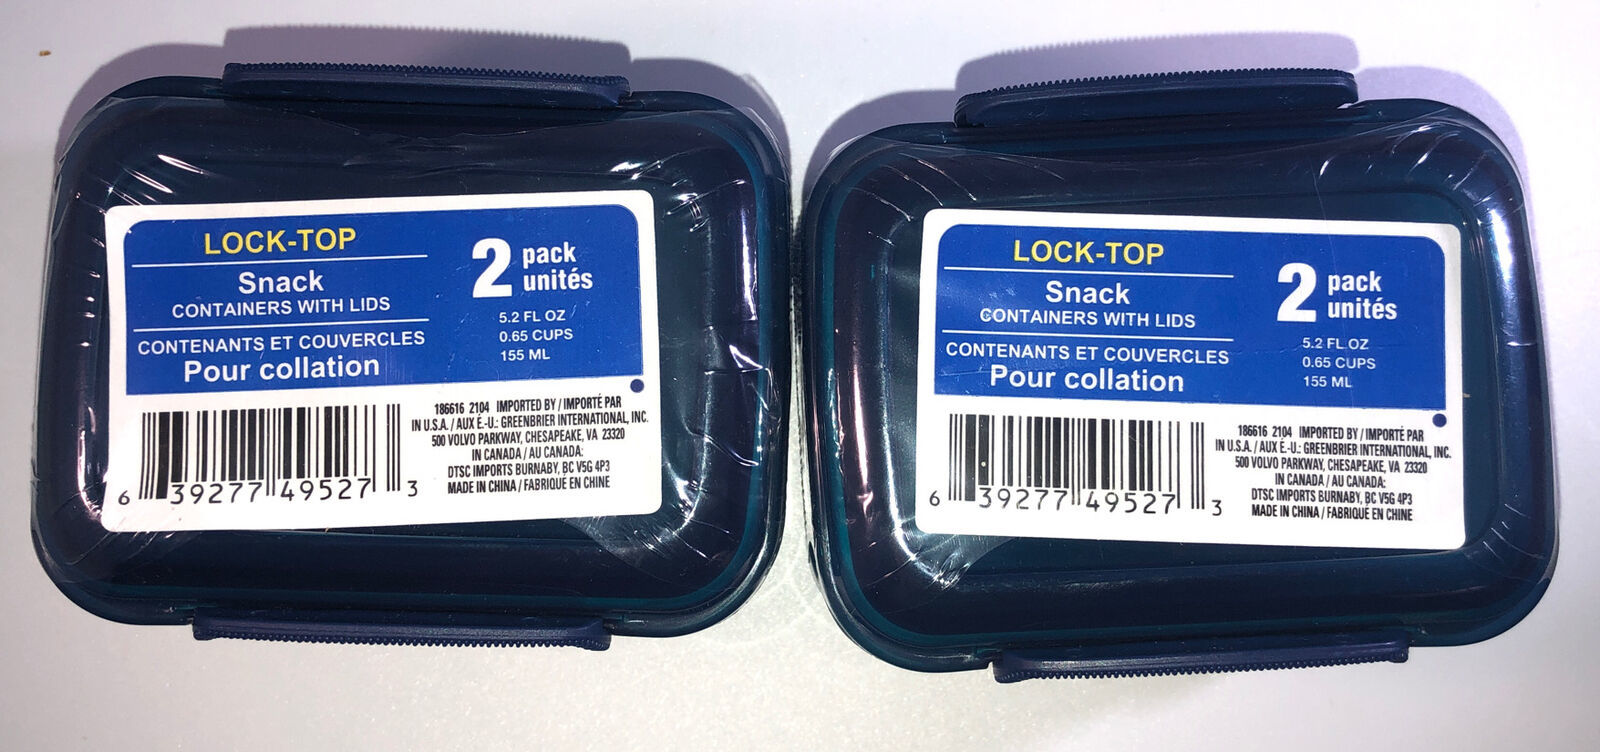 LOCK-TOP
Snack
CONTAINERS WITH LIDS
CONTENANTS ET COUVERCLES
Pour collation
2 pack
unités
5.2 FL OZ
0.65 CUPS
155 ML
6 39277 49527 3
186616 2104 IMPORTED BY / IMPORTÉ PAR
IN U.S.A. / AUX É.-U.: GREENBRIER INTERNATIONAL, INC.
500 VOLVO PARKWAY, CHESAPEAKE, VA 23320
IN CANADA / AU CANADA:
DTSC IMPORTS BURNABY, BC V5G 4P3
MADE IN CHINA / FABRIQUÉ EN CHINE
LOCK-TOP
Snack
CONTAINERS WITH LIDS
CONTENANTS ET COUVERCLES
Pour collation
2 pack
unités
5.2 FL OZ
0.65 CUPS
155 ML
6 39277 49527 3
186616 2104 IMPORTED BY / IMPORTÉ PAR
IN U.S.A. / AUX É.-U.: GREENBRIER INTERNATIONAL, INC.
500 VOLVO PARKWAY, CHESAPEAKE, VA 23320
IN CANADA / AU CANADA:
DTSC IMPORTS BURNABY, BC V5G 4P3
MADE IN CHINA / FABRIQUÉ EN CHINE